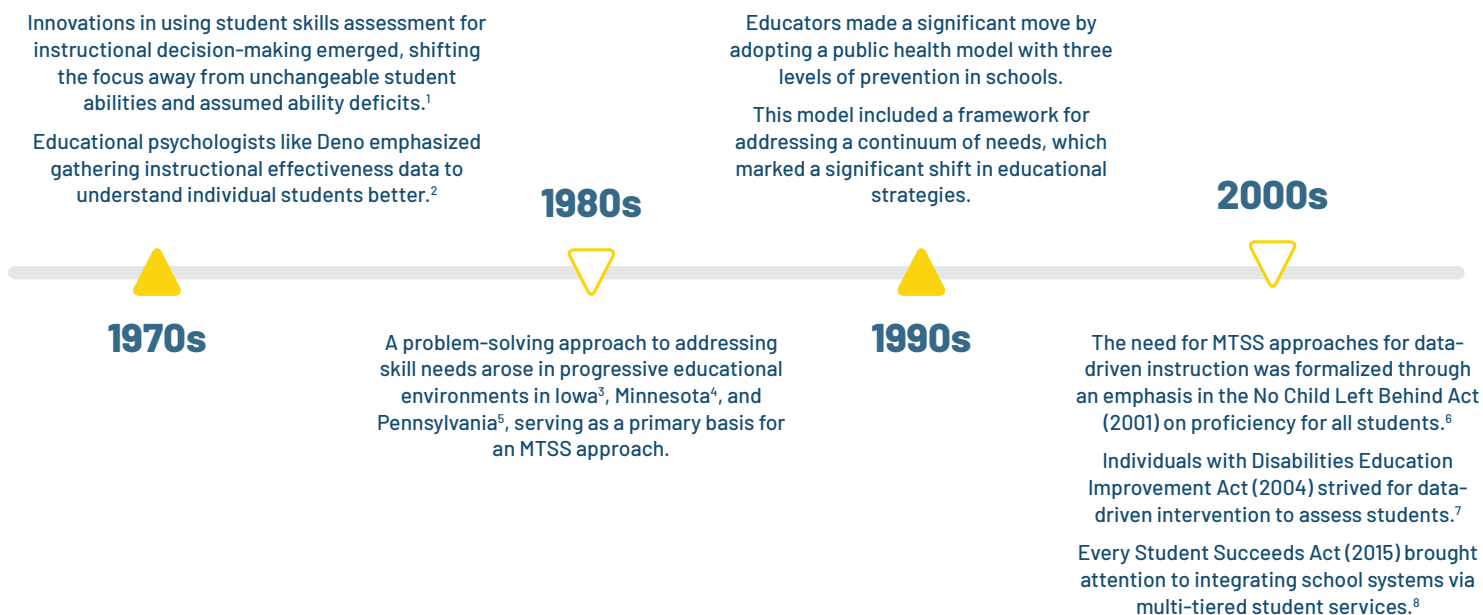 Innovations in using student skills assessment for
instructional decision-making emerged, shifting
the focus away from unchangeable student
abilities and assumed ability deficits.¹
Educational psychologists like Deno emphasized
gathering instructional effectiveness data to
understand individual students better.²
1970s
1980s
A problem-solving approach to addressing
skill needs arose in progressive educational
environments in Iowa³, Minnesota⁴, and
Pennsylvania⁵, serving as a primary basis for
an MTSS approach.
Educators made a significant move by
adopting a public health model with three
levels of prevention in schools.
This model included a framework for
addressing a continuum of needs, which
marked a significant shift in educational
strategies.
1990s
2000s
The need for MTSS approaches for data-
driven instruction was formalized through
an emphasis in the No Child Left Behind Act
(2001) on proficiency for all students.⁶
Individuals with Disabilities Education
Improvement Act (2004) strived for data-
driven intervention to assess students.⁷
Every Student Succeeds Act (2015) brought
attention to integrating school systems via
multi-tiered student services.⁸